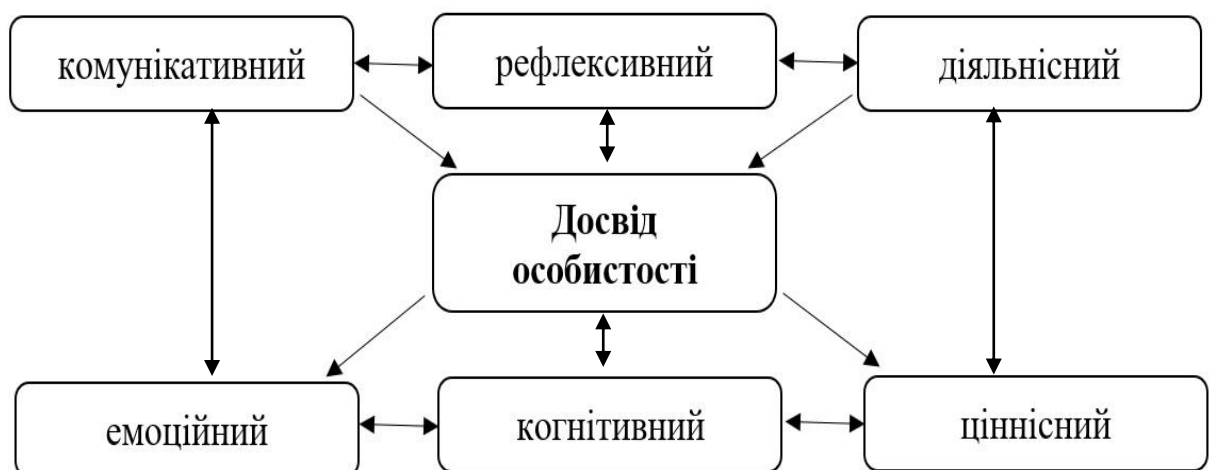 комунікативний
рефлексивний
діяльнісний
Досвід
особистості
емоційний
когнітивний
ціннісний